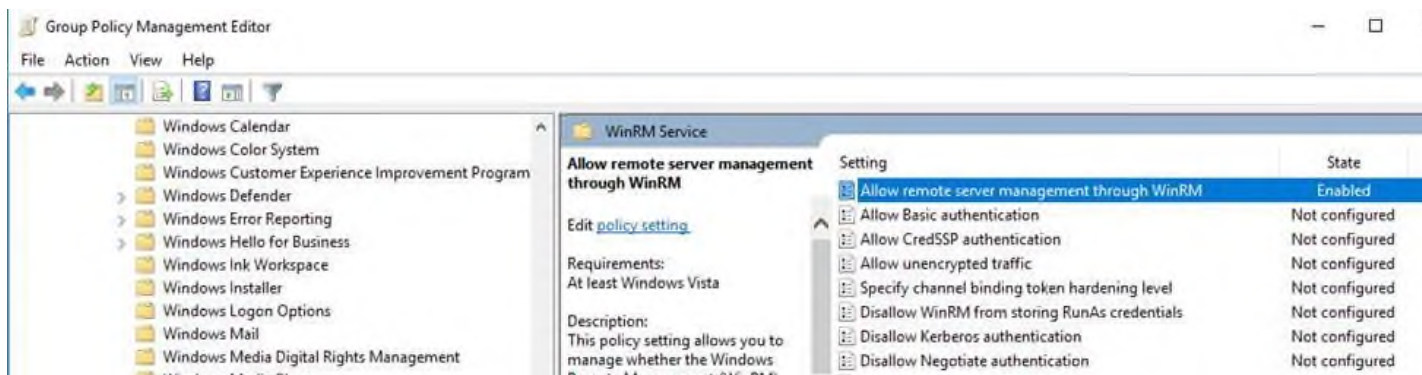 Group Policy Management Editor
File Action View Help
Windows Calendar
Windows Color System
Windows Customer Experience Improvement Program
Windows Defender
Windows Error Reporting
Windows Hello for Business
Windows Ink Workspace
Windows Installer
Windows Logon Options
Windows Mail
Windows Media Digital Rights Management
WinRM Service
Allow remote server management
through WinRM
Edit policy setting
Requirements:
At least Windows Vista
Description:
This policy setting allows you to
manage whether the Windows
Setting State
Allow remote server management through WinRM Enabled
Allow Basic authentication Not configured
Allow CredSSP authentication Not configured
Allow unencrypted traffic Not configured
Specify channel binding token hardening level Not configured
Disallow WinRM from storing RunAs credentials Not configured
Disallow Kerberos authentication Not configured
Disallow Negotiate authentication Not configured